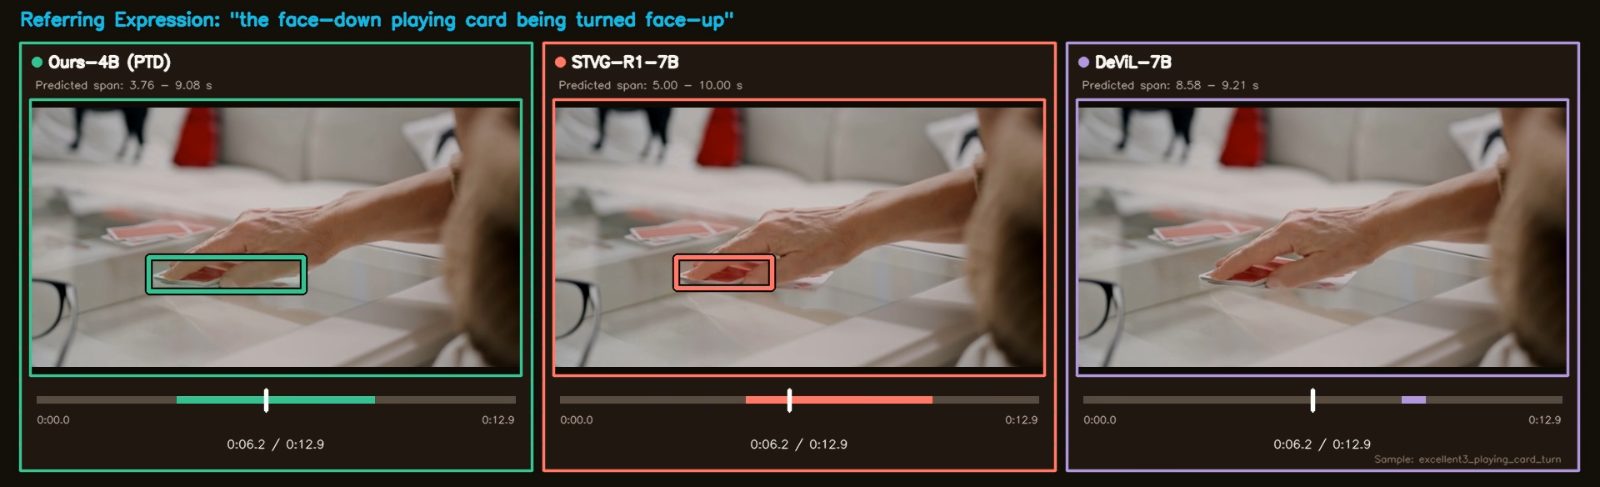 Referring Expression: "the face-down playing card being turned face-up"
Ours-4B (PTD)
Predicted span: 3.76 - 9.08 s
0:00.0
0:12.9
0:06.2 / 0:12.9
STVG-R1-7B
Predicted span: 5.00 - 10.00 s
0:00.0
0:12.9
0:06.2 / 0:12.9
DeViL-7B
Predicted span: 8.58 - 9.21 s
0:00.0
0:12.9
0:06.2 / 0:12.9
Sample: excellent3_playing_card_turn